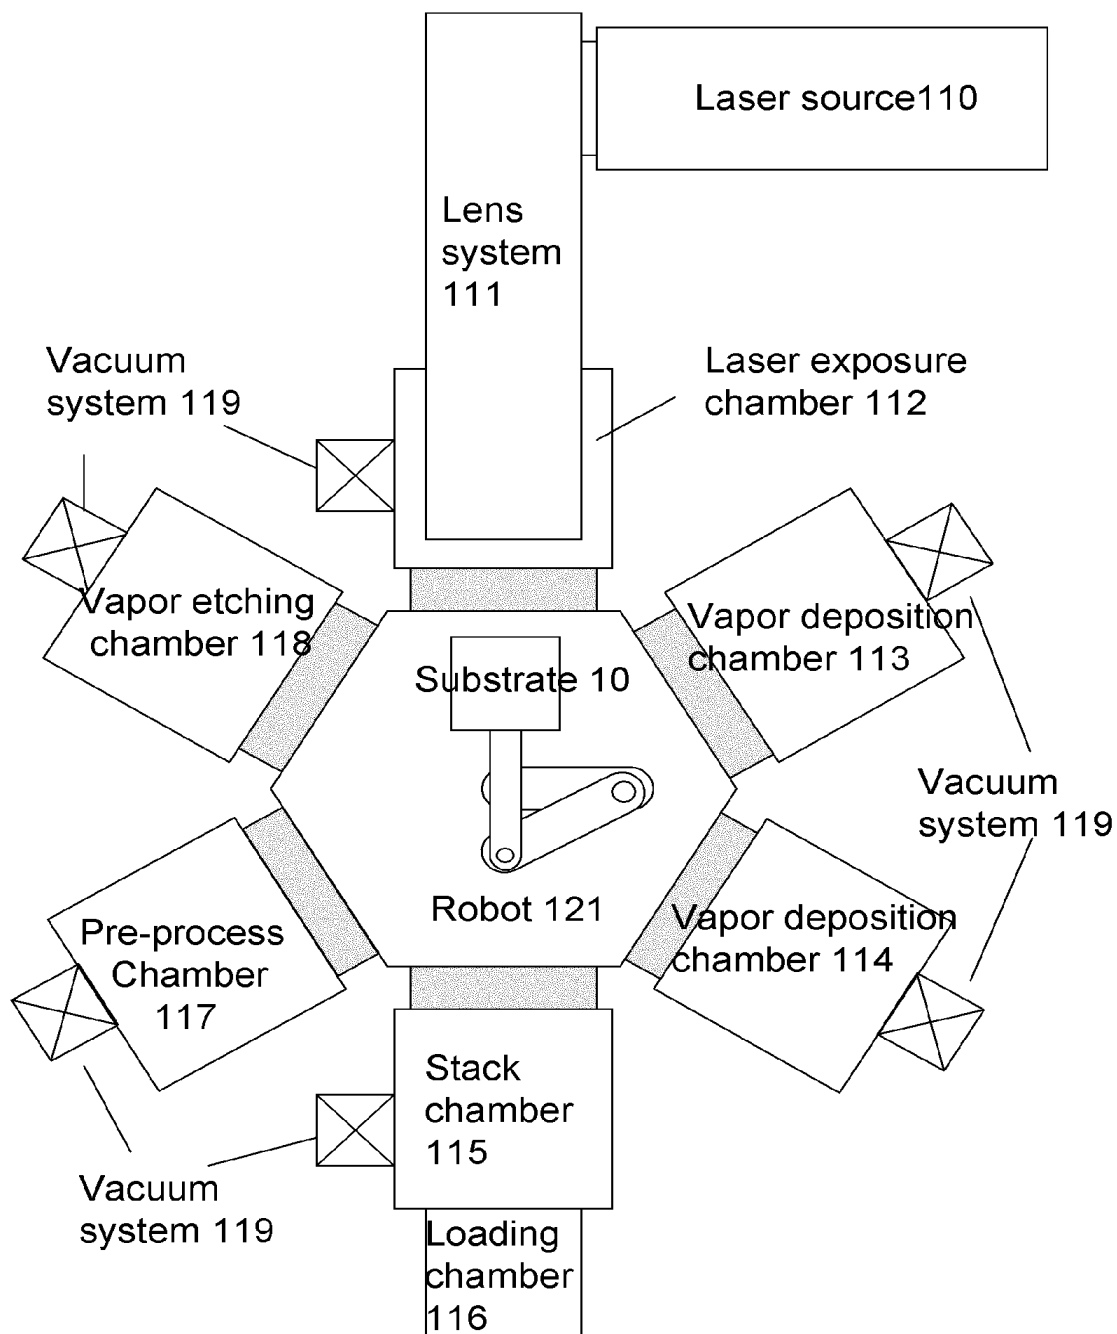 Laser source110
Lens
system
111
Vacuum
system 119
Laser exposure
chamber 112
Vapor etching
chamber 118
Vapor deposition
chamber 113
Substrate 10
Vacuum
system 119
Robot 121
Vapor deposition
chamber 114
Pre-process
Chamber
117
Stack
chamber
115
Vacuum
system 119
Loading
chamber
116